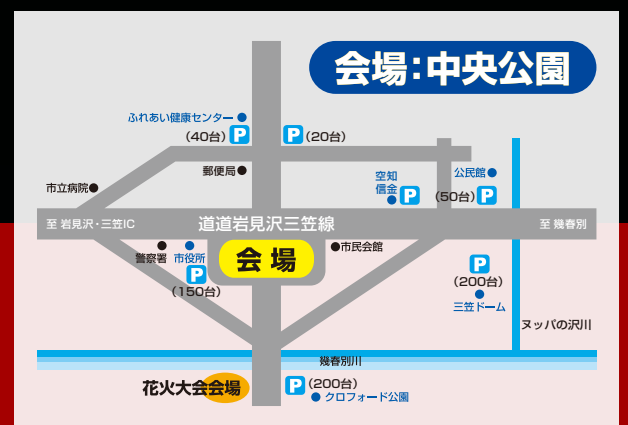 会場:中央公園
ふれあい健康センター
(40台) P
P (20台)
郵便局
市立病院
空知
信金
P
公民館
(50台) P
至 岩見沢・三笠IC
道道岩見沢三笠線
至 幾春別
警察署
市役所
P
(150台)
会場
市民会館
P
(200台)
三笠ドーム
ヌッパの沢川
幾春別川
花火大会会場
P (200台)
クロフォード公園